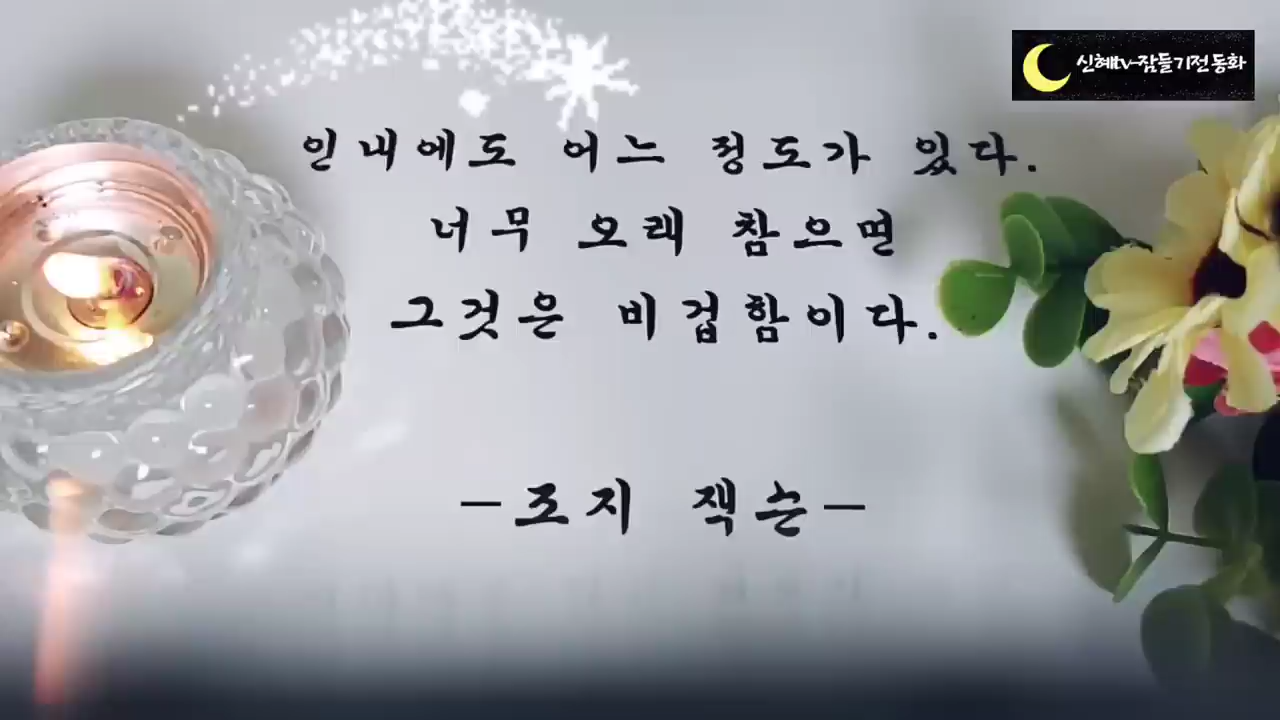 신혜tv-잠들기전 동화
인내에도 어느 정도가 있다.
너무 오래 참으면
그것은 비겁함이다.
-조지 잭슨-